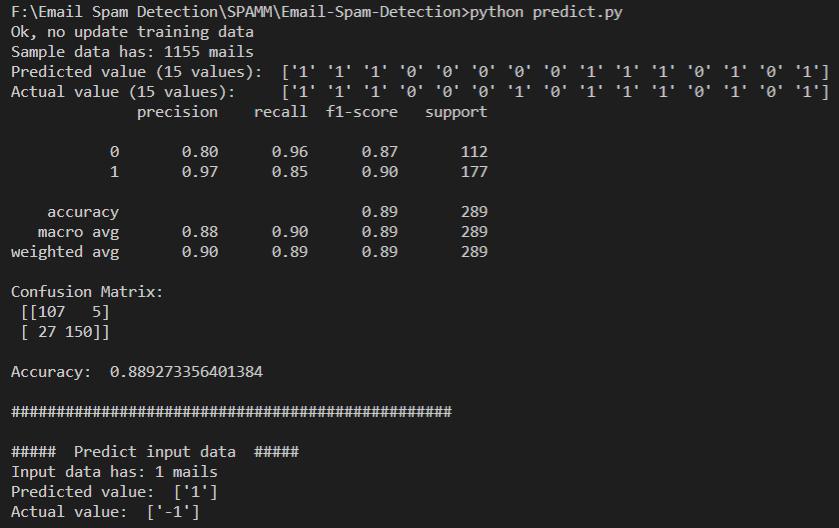 F:\Email Spam Detection\SPAMM\Email-Spam-Detection>python predict.py
Ok, no update training data
Sample data has: 1155 mails
Predicted value (15 values):  ['1' '1' '1' '0' '0' '0' '0' '0' '1' '1' '1' '0' '1' '0' '1']
Actual value (15 values):     ['1' '1' '1' '0' '0' '0' '1' '0' '1' '1' '1' '0' '1' '0' '1']
              precision    recall  f1-score   support

           0       0.80      0.96      0.87       112
           1       0.97      0.85      0.90       177

    accuracy                           0.89       289
   macro avg       0.88      0.90      0.89       289
weighted avg       0.90      0.89      0.89       289

Confusion Matrix:
 [[107   5]
 [ 27 150]]

Accuracy:  0.889273356401384

#################################################

#####  Predict input data  #####
Input data has: 1 mails
Predicted value:  ['1']
Actual value:  ['-1']